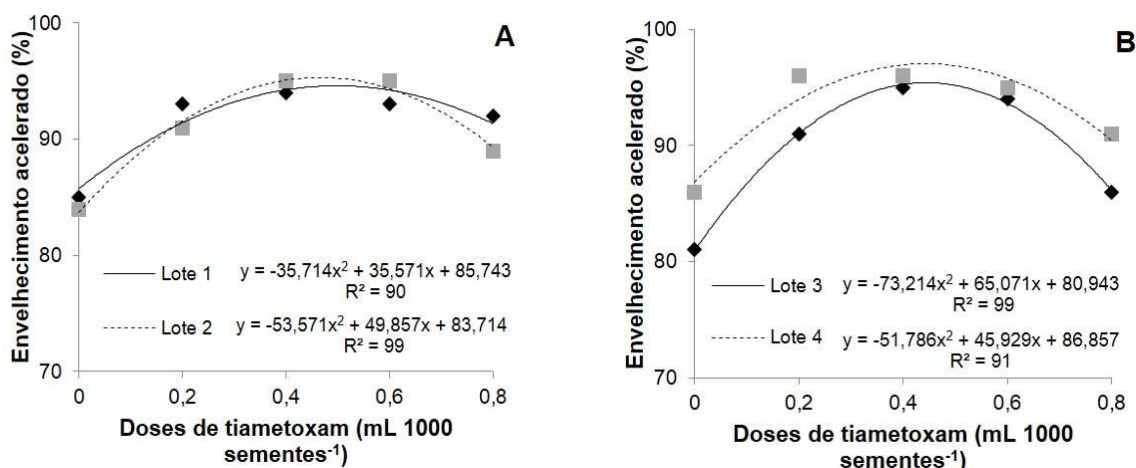 A
Envelhecimento acelerado (%)
100
90
80
70
Lote 1 y = -35,714x² + 35,571x + 85,743
R² = 90
Lote 2 y = -53,571x² + 49,857x + 83,714
R² = 99
0 0,2 0,4 0,6 0,8
Doses de tiametoxam (mL 1000
sementes⁻¹)
B
Envelhecimento acelerado (%)
100
90
80
70
Lote 3 y = -73,214x² + 65,071x + 80,943
R² = 99
Lote 4 y = -51,786x² + 45,929x + 86,857
R² = 91
0 0,2 0,4 0,6 0,8
Doses de tiametoxam (mL 1000
sementes⁻¹)